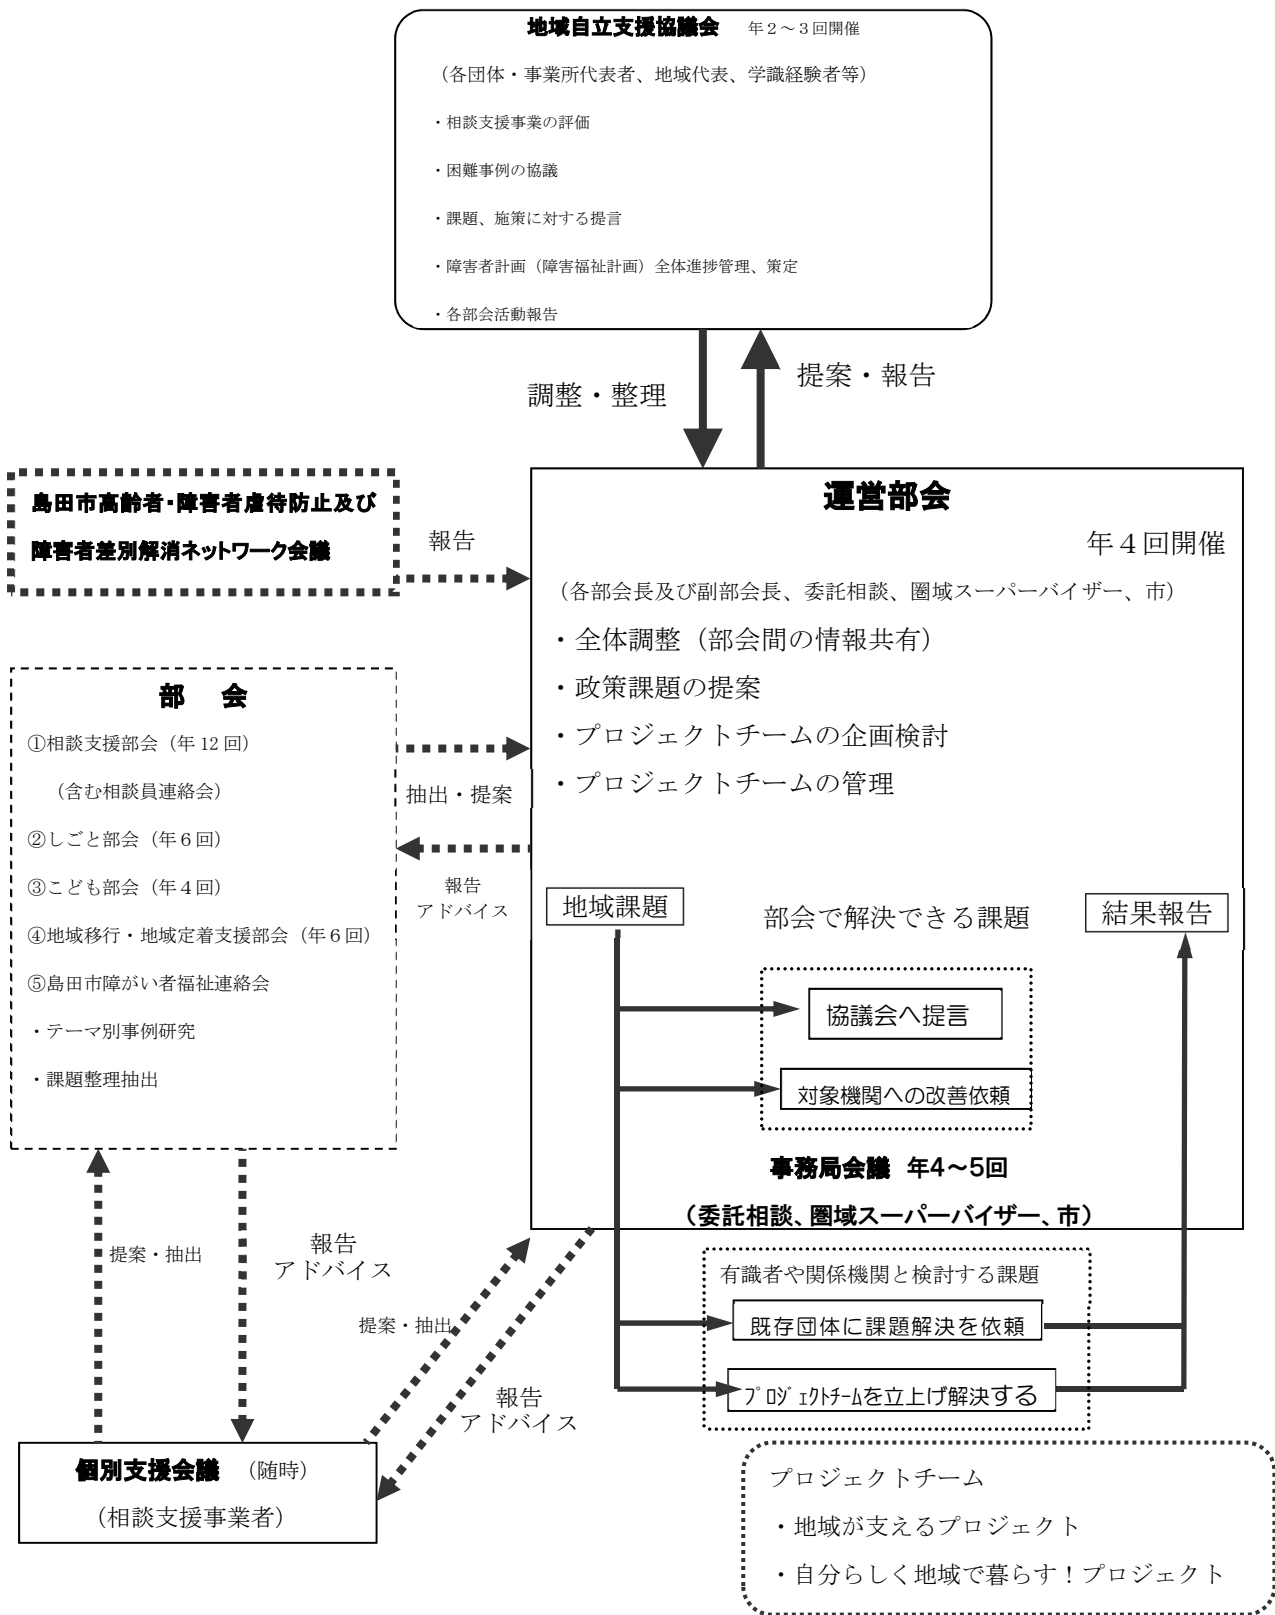 地域自立支援協議会　年２～３回開催
（各団体・事業所代表者、地域代表、学識経験者等）
・相談支援事業の評価
・困難事例の協議
・課題、施策に対する提言
・障害者計画（障害福祉計画）全体進捗管理、策定
・各部会活動報告
調整・整理
提案・報告
島田市高齢者・障害者虐待防止及び
障害者差別解消ネットワーク会議
報告
運営部会
年４回開催
（各部会長及び副部会長、委託相談、圏域スーパーバイザー、市）
・全体調整（部会間の情報共有）
・政策課題の提案
・プロジェクトチームの企画検討
・プロジェクトチームの管理
部　会
①相談支援部会（年 12 回）
（含む相談員連絡会）
②しごと部会（年６回）
③こども部会（年４回）
④地域移行・地域定着支援部会（年６回）
⑤島田市障がい者福祉連絡会
・テーマ別事例研究
・課題整理抽出
抽出・提案
報告
アドバイス
地域課題
部会で解決できる課題
結果報告
協議会へ提言
対象機関への改善依頼
事務局会議　年4～5回
（委託相談、圏域スーパーバイザー、市）
有識者や関係機関と検討する課題
既存団体に課題解決を依頼
ﾌﾟﾛｼﾞｪｸﾄﾁｰﾑを立上げ解決する
提案・抽出
報告
アドバイス
提案・抽出
報告
アドバイス
個別支援会議　（随時）
（相談支援事業者）
プロジェクトチーム
・地域が支えるプロジェクト
・自分らしく地域で暮らす！プロジェクト